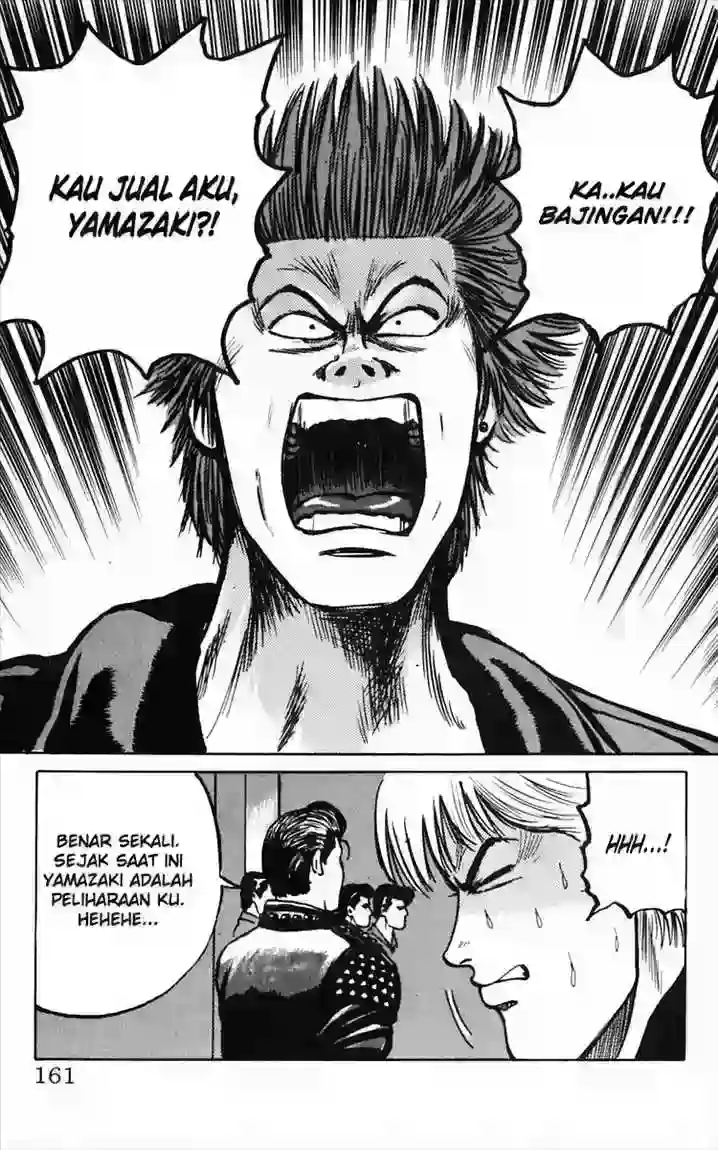 KA..KAU
BAJINGAN!!!
KAU JUAL AKU,
YAMAZAKI?!
HHH...!
BENAR SEKALI.
SEJAK SAAT INI
YAMAZAKI ADALAH
PELIHARAAN KU.
HEHEHE...
161